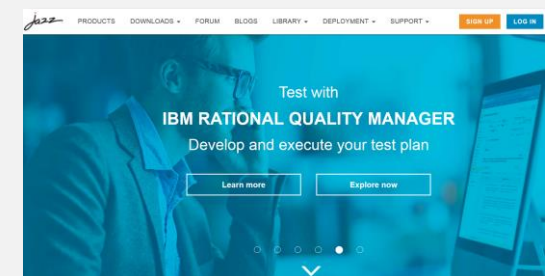 jazz PRODUCTS DOWNLOADS FORUM BLOGS LIBRARY DEPLOYMENT SUPPORT SIGN UP LOG IN
Test with
IBM RATIONAL QUALITY MANAGER
Develop and execute your test plan
Learn more Explore now